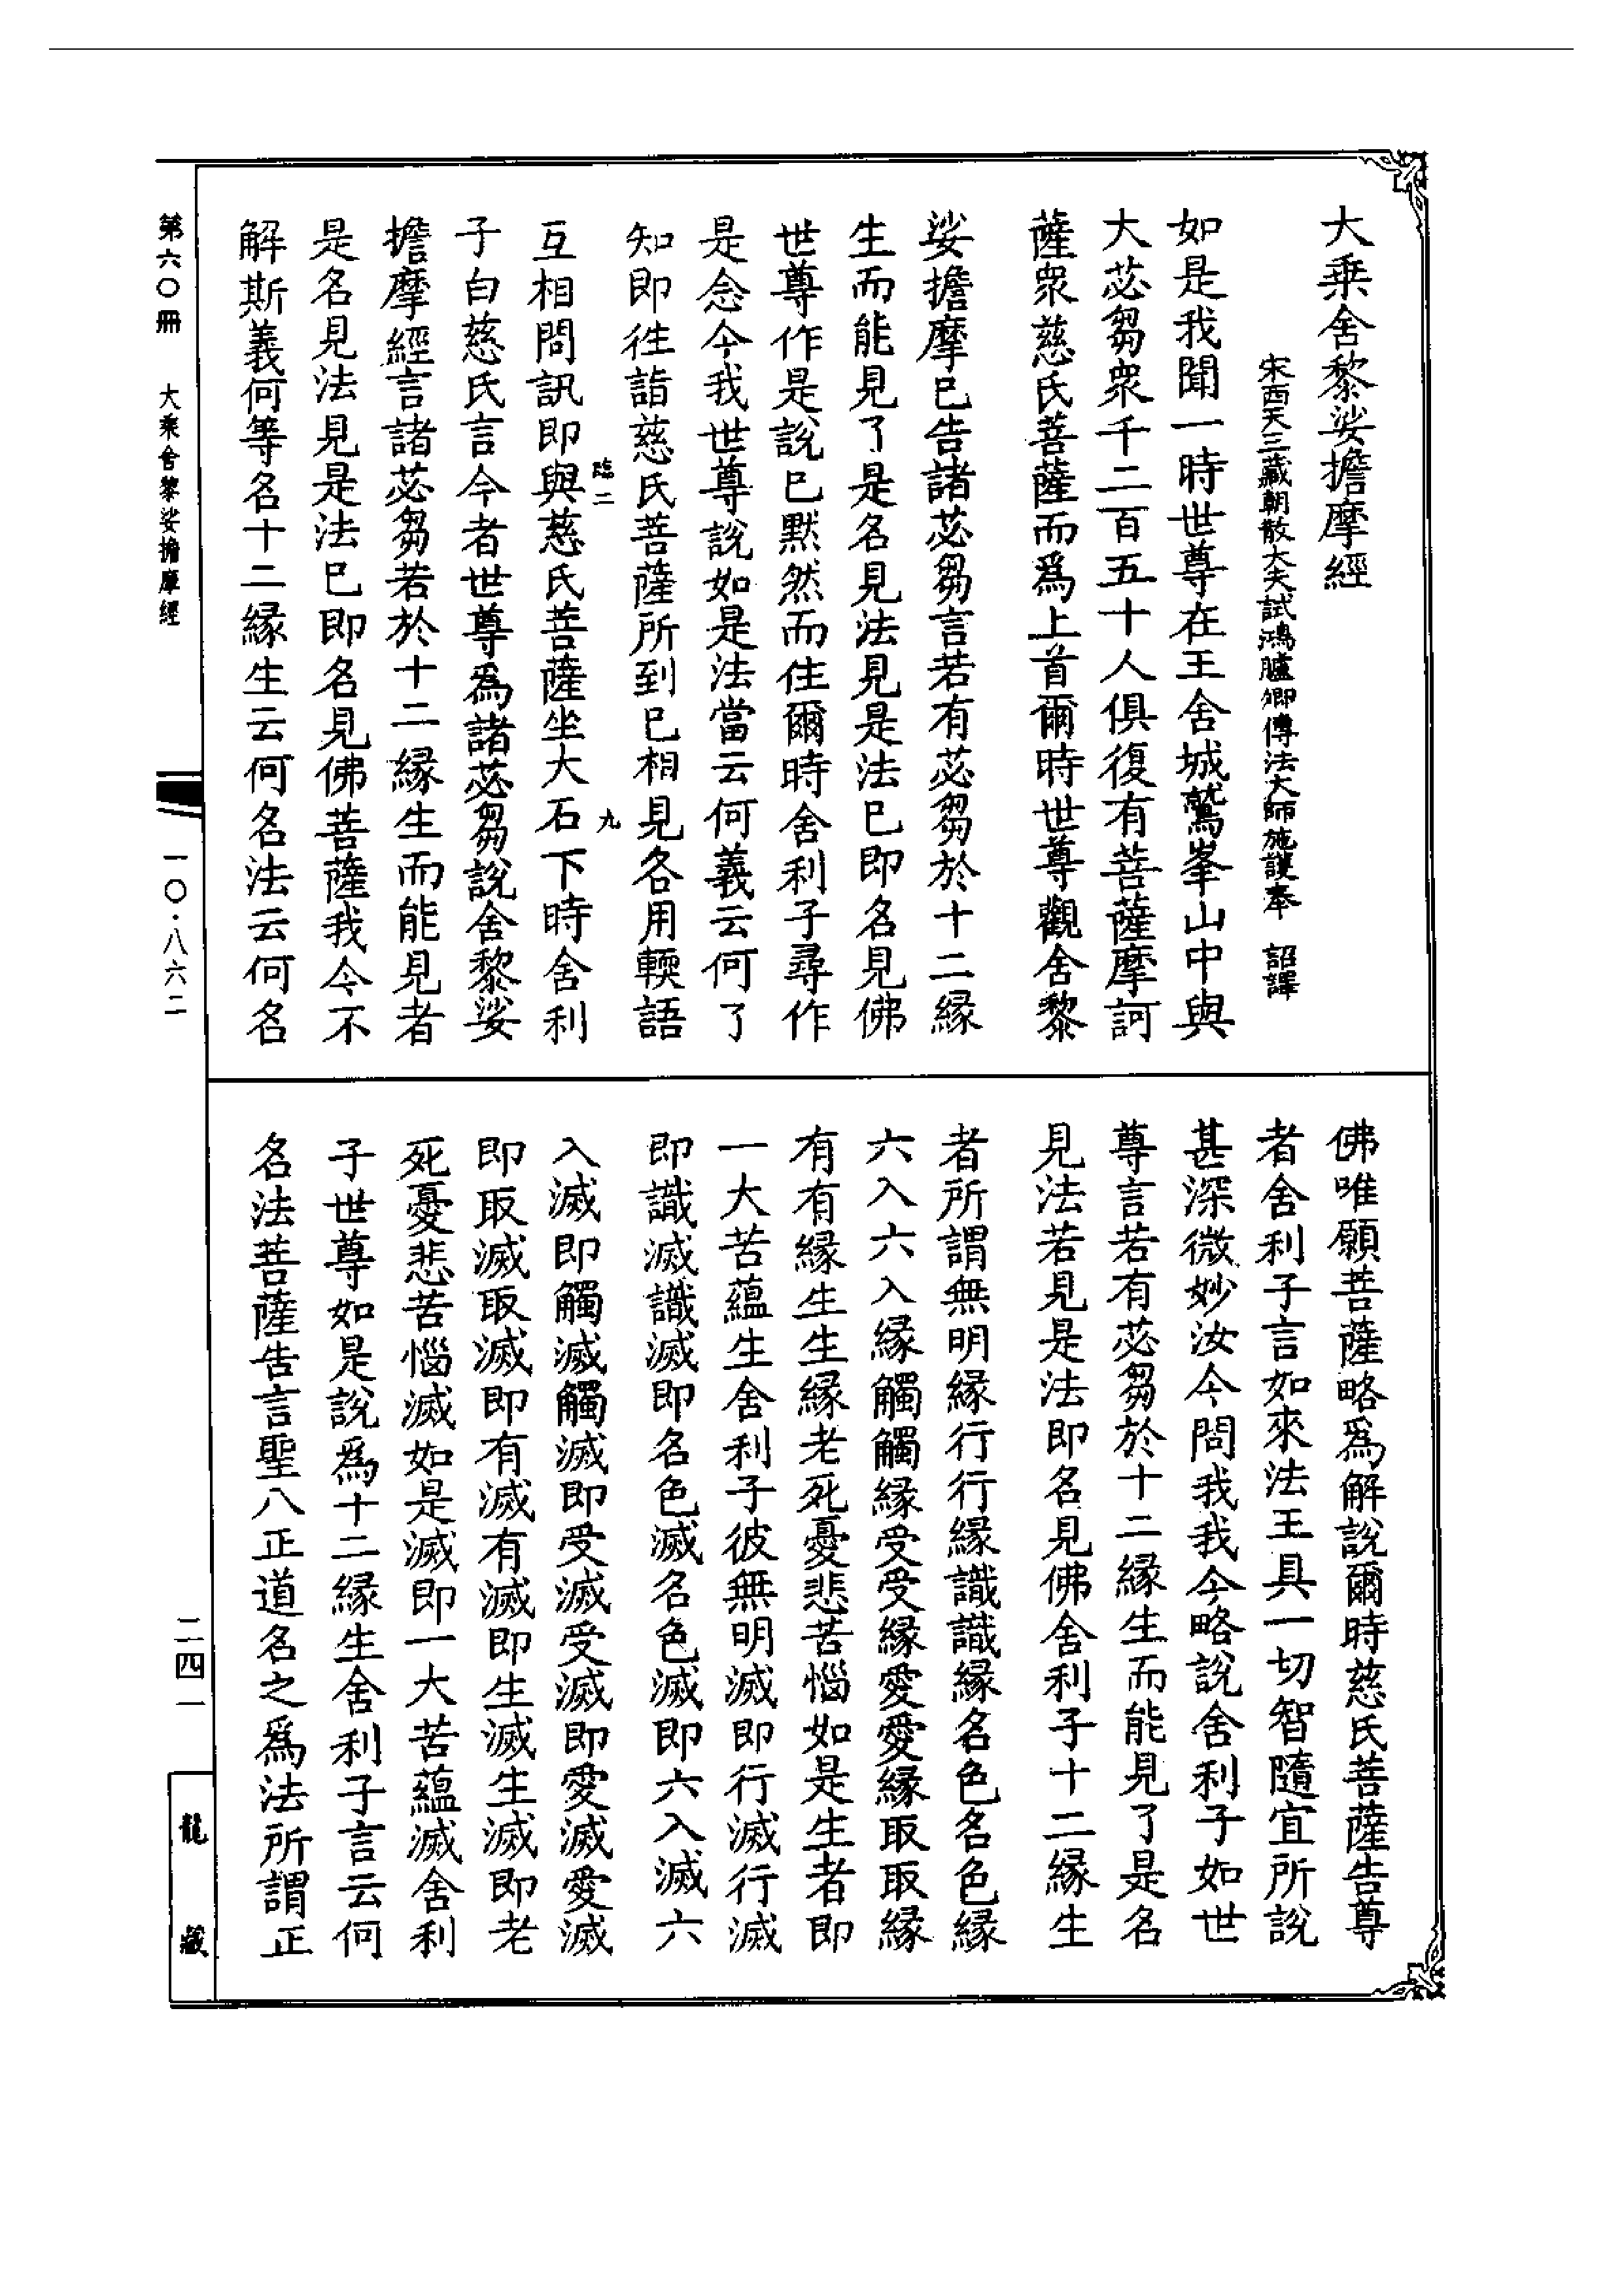 大乘舍黎娑擔摩經
宋西天三藏朝散大夫試鴻臚卿傳法大師施護奉 詔譯
如是我聞一時世尊在王舍城鷲峯山中與
大苾芻衆千二百五十人俱復有菩薩摩訶
薩衆慈氏菩薩而爲上首爾時世尊觀舍黎
娑擔摩已告諸苾芻言若有苾芻於十二緣
生而能見了是名見法見是法已即名見佛
世尊作是說已默然而住爾時舍利子尋作
是念今我世尊說如是法當云何義云何了
知即往詣慈氏菩薩所到已相見各用輭語
臨二 九
互相問訊即與慈氏菩薩坐大石下時舍利
子白慈氏言今者世尊爲諸苾芻說舍黎娑
擔摩經言諸苾芻若於十二緣生而能見者
是名見法見是法已即名見佛菩薩我今不
解斯義何等名十二緣生云何名法云何名
佛唯願菩薩略爲解說爾時慈氏菩薩告尊
者舍利子言如來法王具一切智隨宜所說
甚深微妙汝今問我我今略說舍利子如世
尊言若有苾芻於十二緣生而能見了是名
見法若見是法即名見佛舍利子十二緣生
者所謂無明緣行行緣識識緣名色名色緣
六入六入緣觸觸緣受受緣愛愛緣取取緣
有有緣生生緣老死憂悲苦惱如是生者即
一大苦蘊生舍利子彼無明滅即行滅行滅
即識滅識滅即名色滅名色滅即六入滅六
入滅即觸滅觸滅即受滅受滅即愛滅愛滅
即取滅取滅即有滅有滅即生滅生滅即老
死憂悲苦惱滅如是滅即一大苦蘊滅舍利
子世尊如是說爲十二緣生舍利子言云何
名法菩薩告言聖八正道名之爲法所謂正
第六〇冊 大乘舍黎娑擔摩經
一〇·八六二
二四一
龍藏